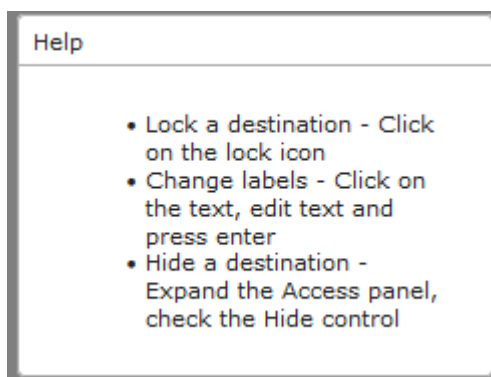 Help
• Lock a destination - Click
on the lock icon
• Change labels - Click on
the text, edit text and
press enter
• Hide a destination -
Expand the Access panel,
check the Hide control